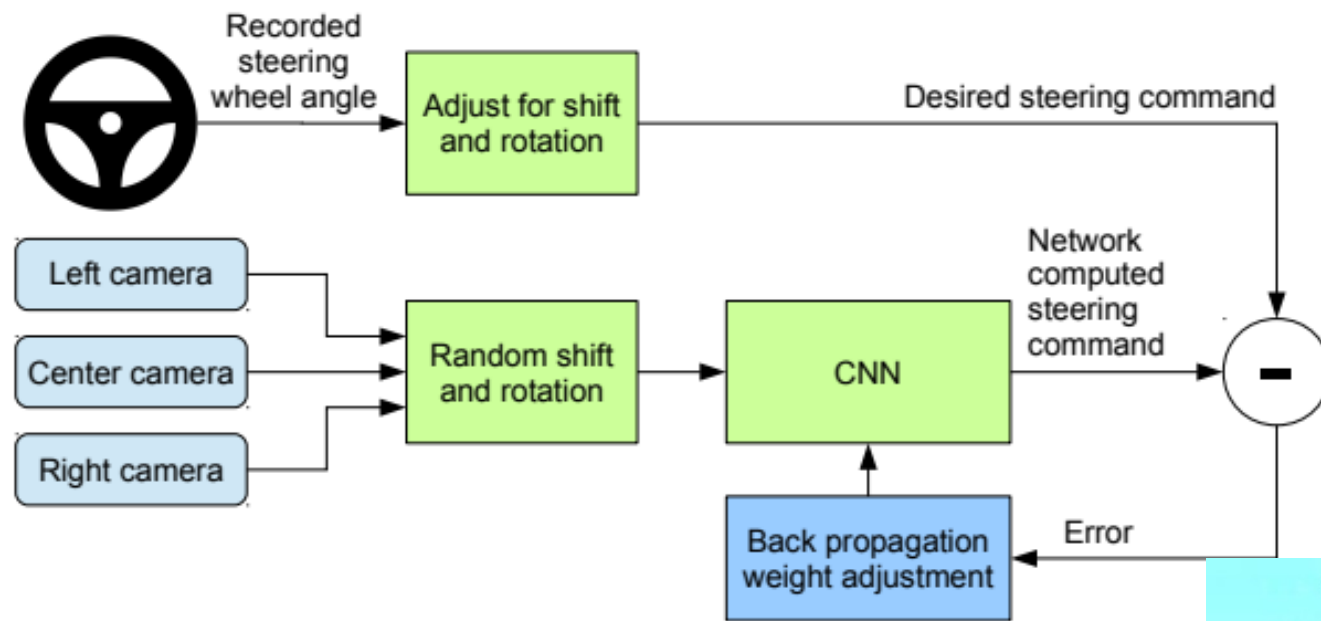 Recorded
steering
wheel angle
Adjust for shift
and rotation
Desired steering command
Left camera
Center camera
Right camera
Random shift
and rotation
CNN
Network
computed
steering
command
-
Back propagation
weight adjustment
Error